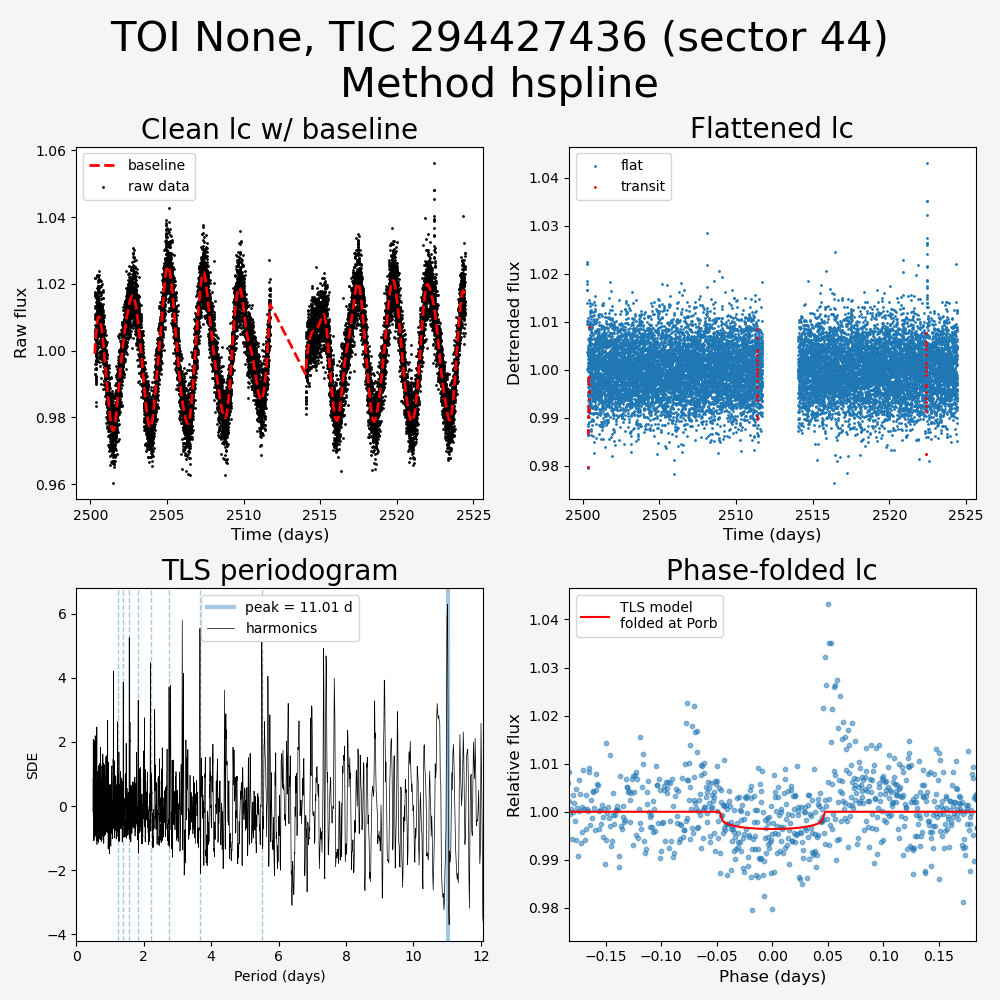 TOI None, TIC 294427436 (sector 44)
Method hspline
Clean lc w/ baseline
Flattened lc
baseline
raw data
flat
transit
1.06
1.04
1.02
1.00
0.98
0.96
Raw flux
2500
2505
2510
2515
2520
2525
Time (days)
1.04
1.03
1.02
1.01
1.00
0.99
0.98
Detrended flux
2500
2505
2510
2515
2520
2525
Time (days)
TLS periodogram
Phase-folded lc
peak = 11.01 d
harmonics
TLS model
folded at Porb
6
4
2
0
−2
−4
SDE
0
2
4
6
8
10
12
Period (days)
1.04
1.03
1.02
1.01
1.00
0.99
0.98
Relative flux
−0.15
−0.10
−0.05
0.00
0.05
0.10
0.15
Phase (days)